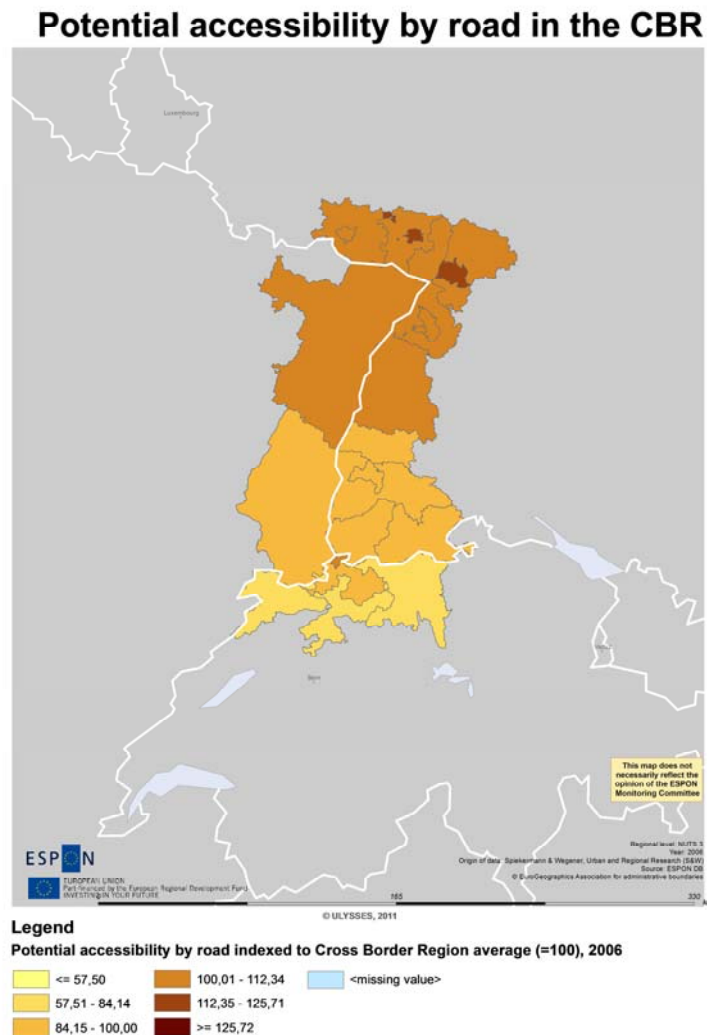 Potential accessibility by road in the CBR
Luxembourg
Bern
This map does not
necessarily reflect the
opinion of the ESPON
Monitoring Committee
ESPON
EUROPEAN UNION
Part-financed by the European Regional Development Fund
INVESTING IN YOUR FUTURE
Regional level: NUTS 3
Year: 2006
Origin of data: Spiekermann & Wegener, Urban and Regional Research (S&W)
Source: ESPON DB
© EuroGeographics Association for administrative boundaries
165
330
© ULYSSES, 2011
Legend
Potential accessibility by road indexed to Cross Border Region average (=100), 2006
<= 57,50
57,51 - 84,14
84,15 - 100,00
100,01 - 112,34
112,35 - 125,71
>= 125,72
<missing value>